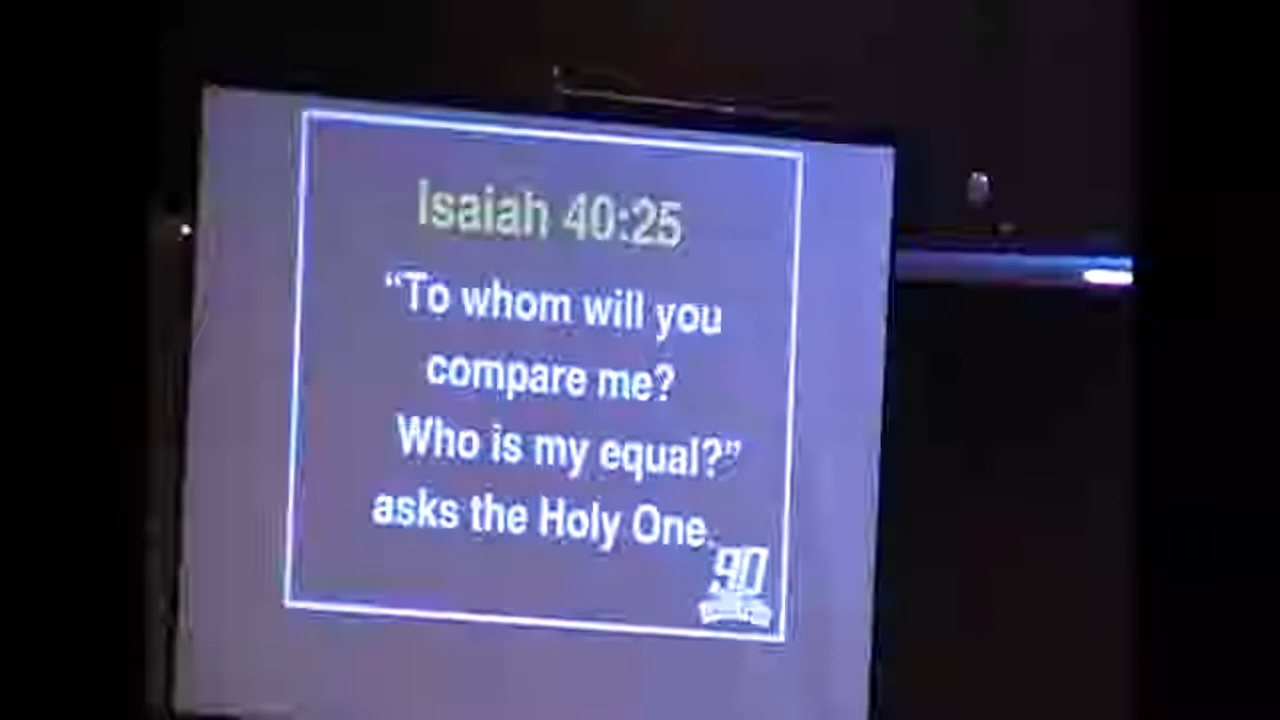 Isaiah 40:25
“To whom will you
compare me?
Who is my equal?”
asks the Holy One.
90